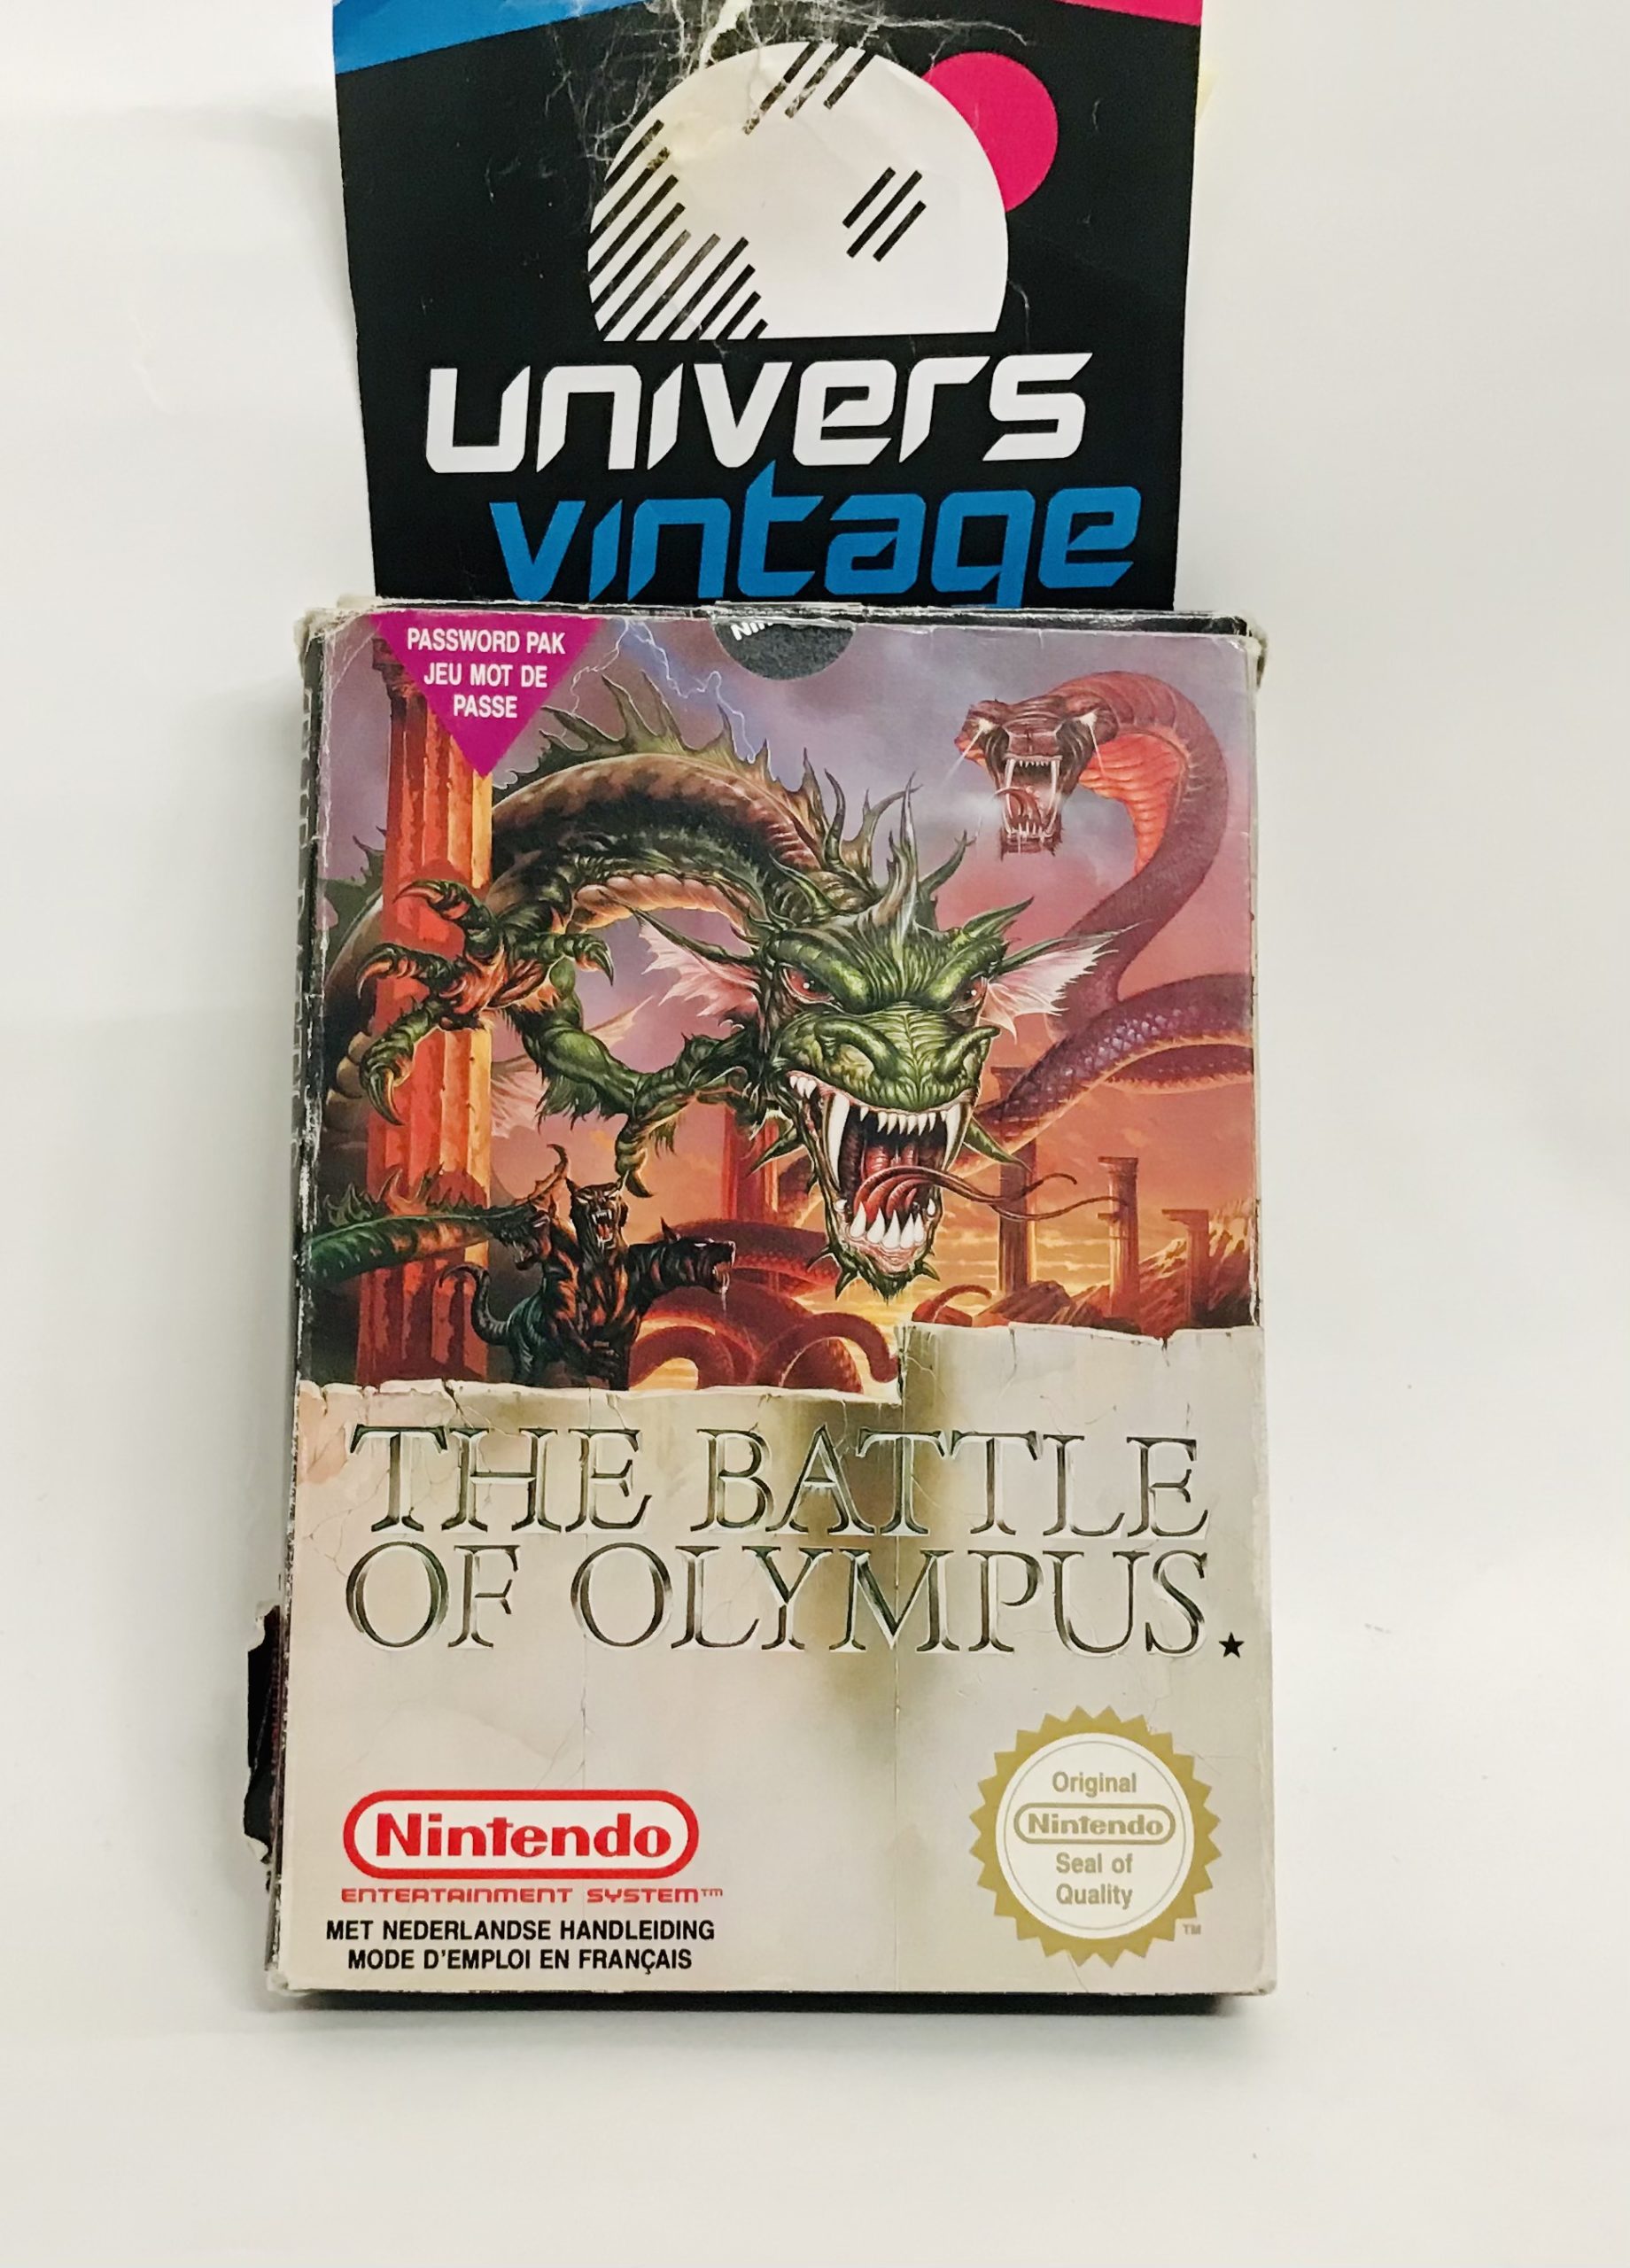 univers
vintage
PASSWORD PAK
JEU MOT DE
PASSE
THE BATTLE
OF OLYMPUS.
Nintendo
ENTERTAINMENT SYSTEM™
MET NEDERLANDSE HANDLEIDING
MODE D'EMPLOI EN FRANÇAIS
Original
Nintendo
Seal of
Quality
TM